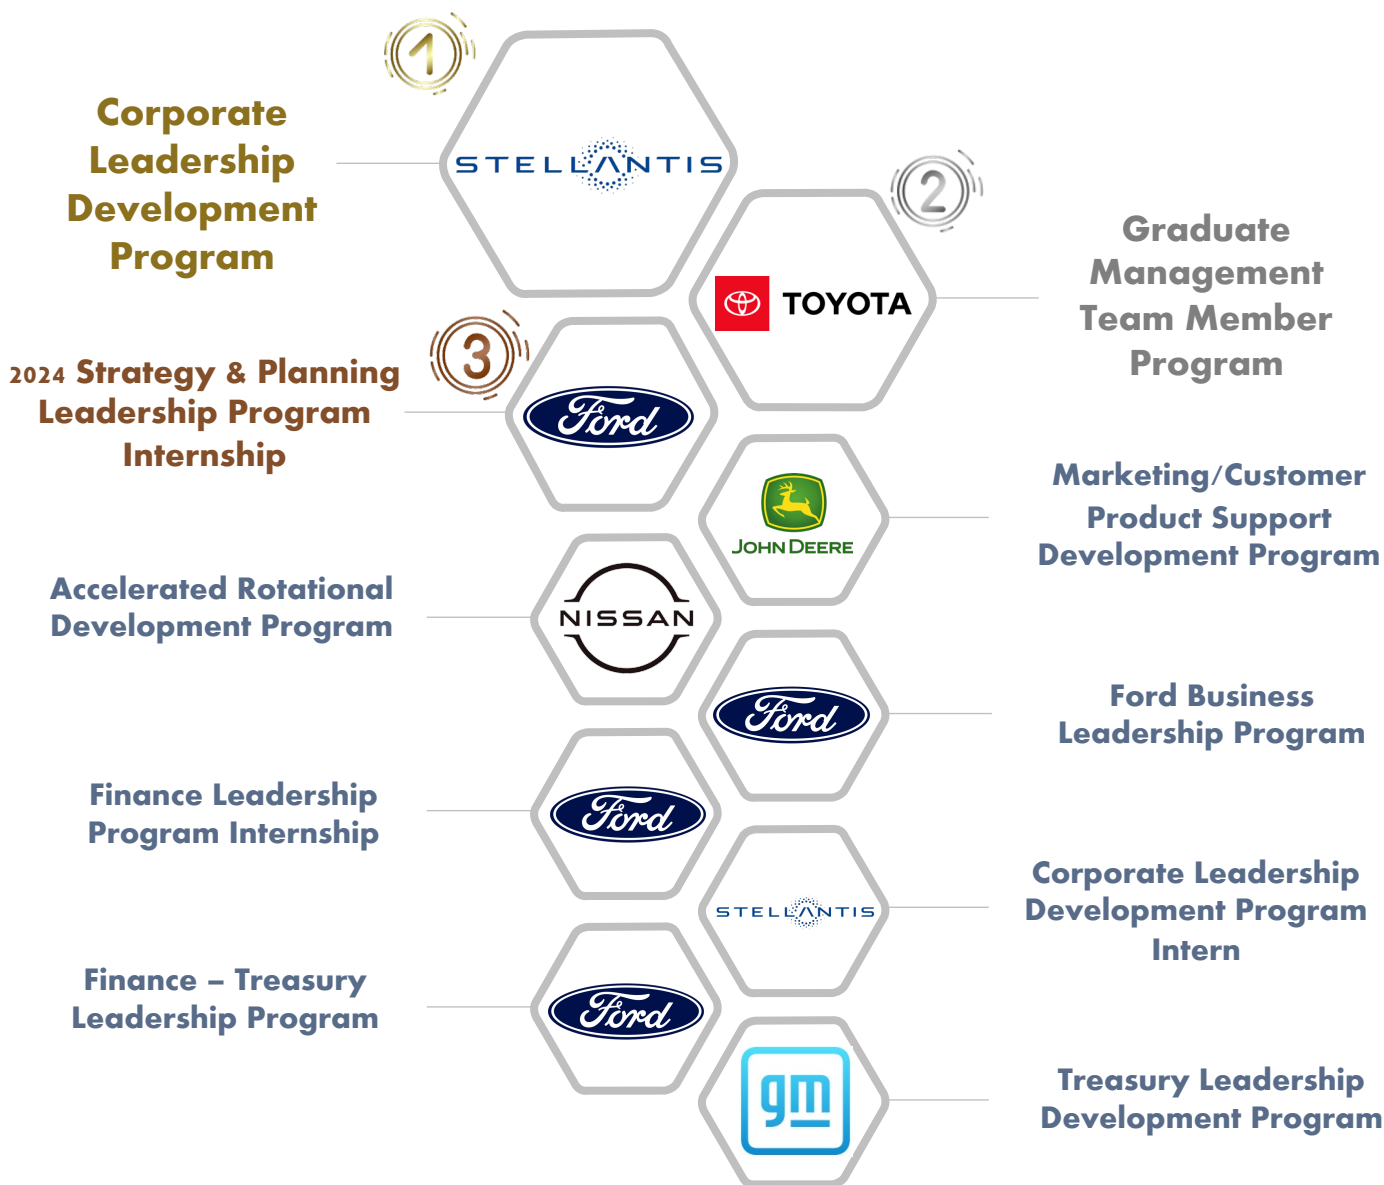 1
Corporate
Leadership
Development
Program
STELLANTIS
2
TOYOTA
Graduate
Management
Team Member
Program
3
2024 Strategy & Planning
Leadership Program
Internship
Ford
JOHN DEERE
Marketing/Customer
Product Support
Development Program
Accelerated Rotational
Development Program
NISSAN
Ford
Ford Business
Leadership Program
Finance Leadership
Program Internship
Ford
STELLANTIS
Corporate Leadership
Development Program
Intern
Finance – Treasury
Leadership Program
Ford
gm
Treasury Leadership
Development Program